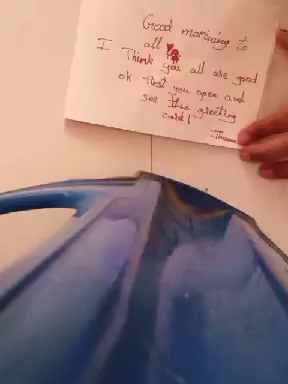 Good morning to
all
I Think you all are good
ok first you open and
see this greeting
card!